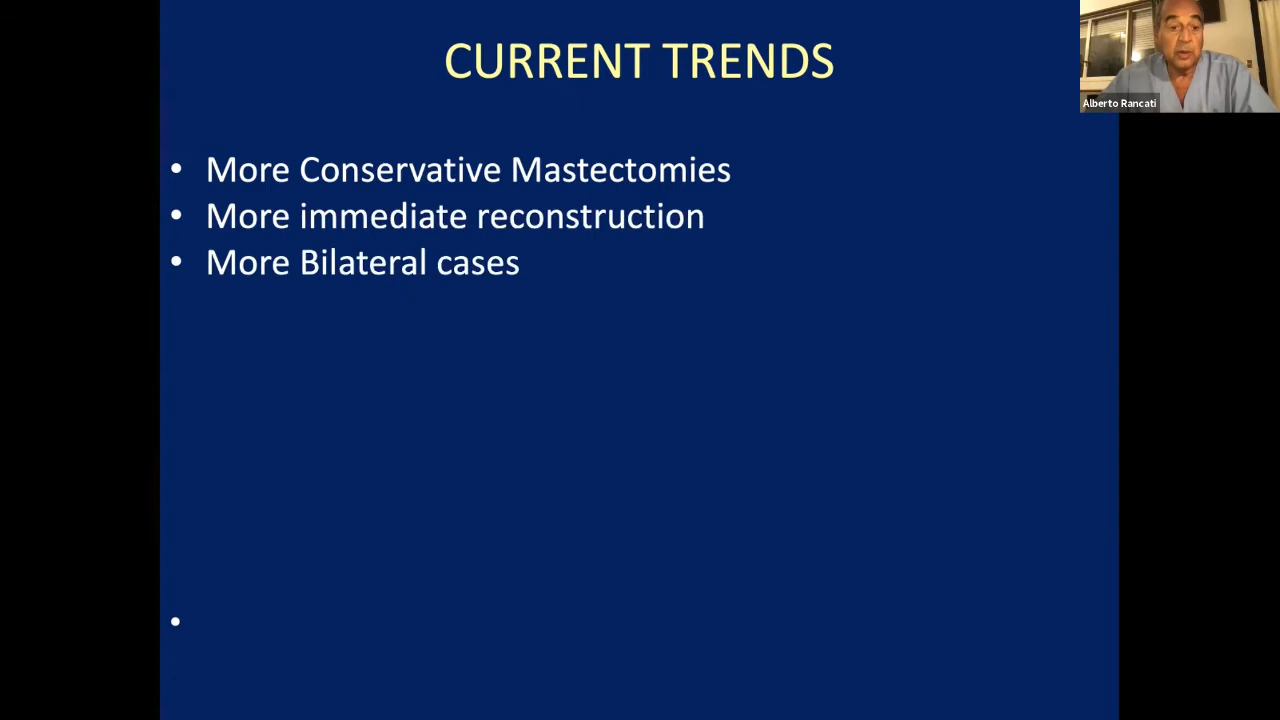 CURRENT TRENDS
Alberto Rancati
• More Conservative Mastectomies
• More immediate reconstruction
• More Bilateral cases
•